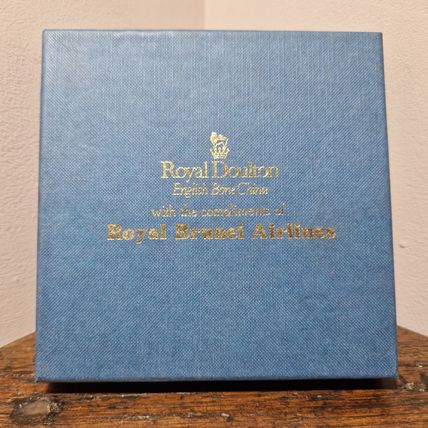 Royal Doulton
English Bone China
with the compliments of
Royal Brunei Airlines